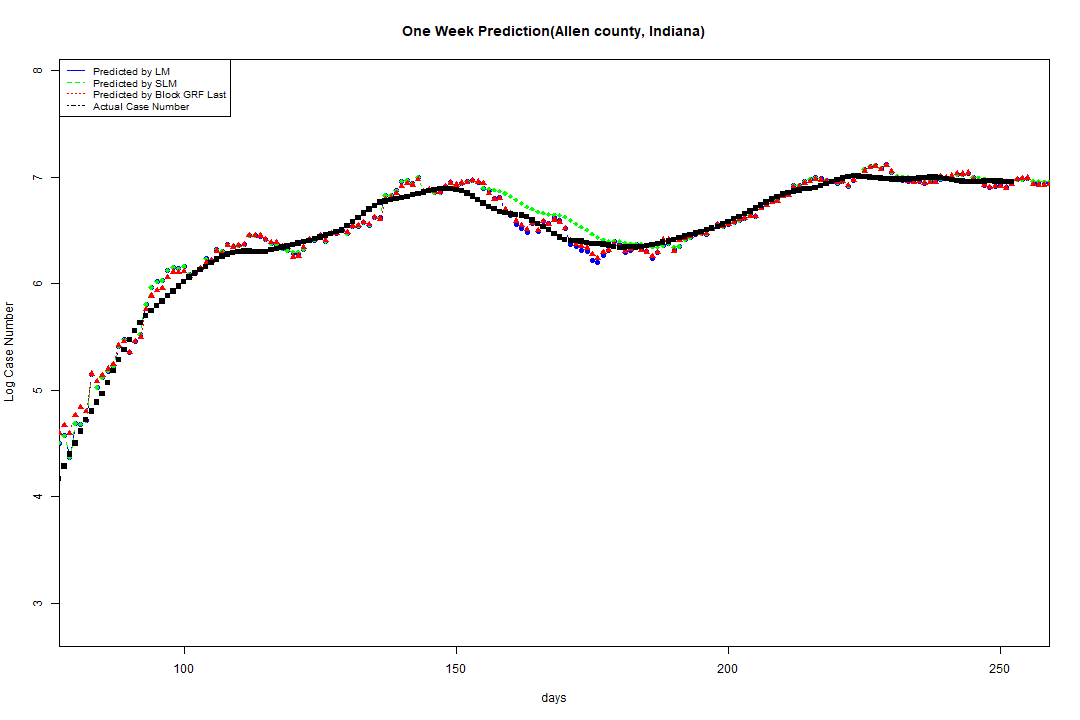 One Week Prediction(Allen county, Indiana)
Predicted by LM
Predicted by SLM
Predicted by Block GRF Last
Actual Case Number
8
7
6
5
4
3
Log Case Number
100 150 200 250
days